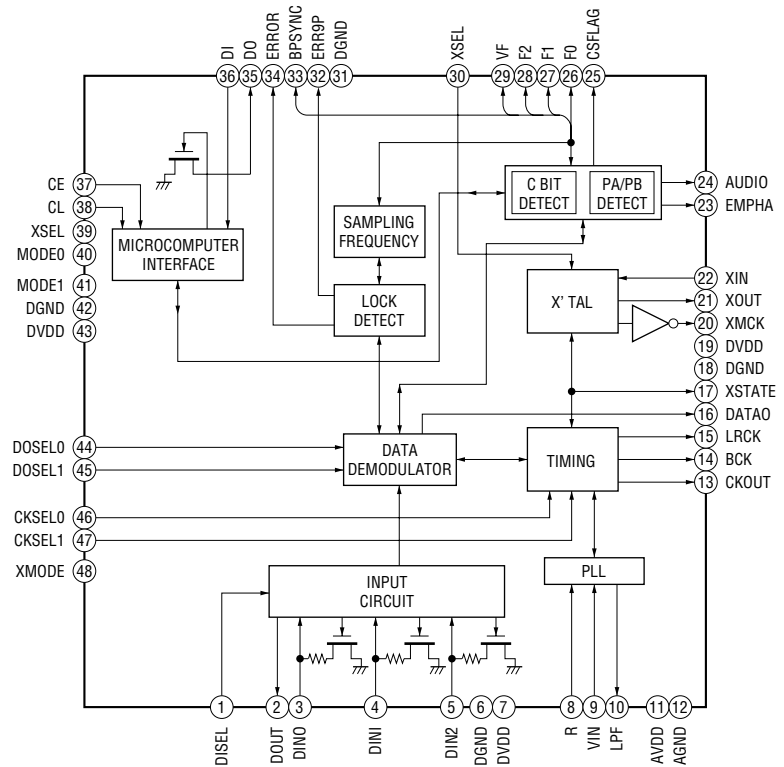 DI
DO
ERROR
BPSYNC
ERR9P
DGND
XSEL
VF
F2
F1
F0
CSFLAG
36
35
34
33
32
31
30
29
28
27
26
25
CE 37
CL 38
XSEL 39
MODE0 40
MODE1 41
DGND 42
DVDD 43
DOSEL0 44
DOSEL1 45
CKSEL0 46
CKSEL1 47
XMODE 48
MICROCOMPUTER
INTERFACE
SAMPLING
FREQUENCY
LOCK
DETECT
C BIT
DETECT
PA/PB
DETECT
X' TAL
DATA
DEMODULATOR
TIMING
INPUT
CIRCUIT
PLL
24 AUDIO
23 EMPHA
22 XIN
21 XOUT
20 XMCK
19 DVDD
18 DGND
17 XSTATE
16 DATAO
15 LRCK
14 BCK
13 CKOUT
1
2
3
4
5
6
7
8
9
10
11
12
DISEL
DOUT
DINO
DINI
DIN2
DGND
DVDD
R
VIN
LPF
AVDD
AGND